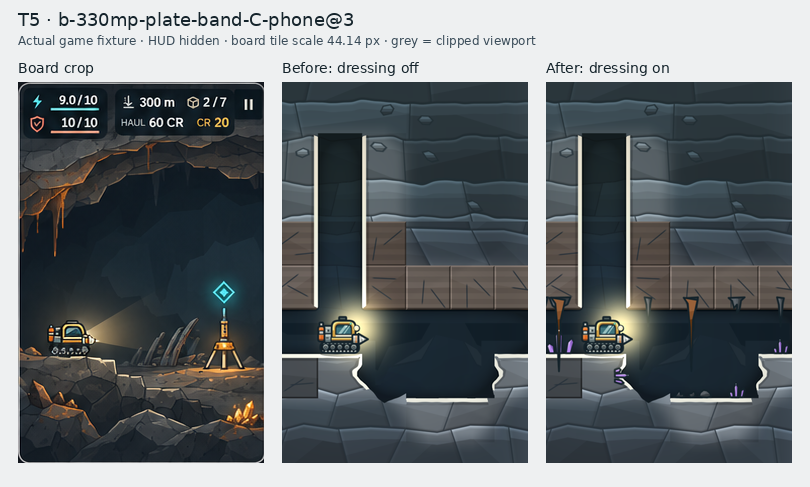 T5 · b-330mp-plate-band-C-phone@3
Actual game fixture · HUD hidden · board tile scale 44.14 px · grey = clipped viewport
Board crop
Before: dressing off
After: dressing on
9.0/10
300 m
2/7
10/10
HAUL 60 CR
CR 20